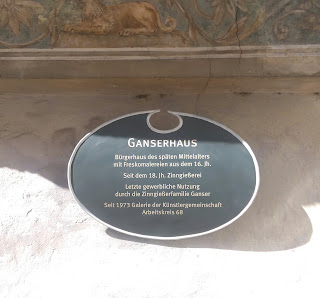 GANSERHAUS
Bürgerhaus des späten Mittelalters
mit Freskomalereien aus dem 16. Jh.
Seit dem 18. Jh. Zinngießerei
Letzte gewerbliche Nutzung
durch die Zinngießerfamilie Ganser
Seit 1973 Galerie der Künstlergemeinschaft
Arbeitskreis 68